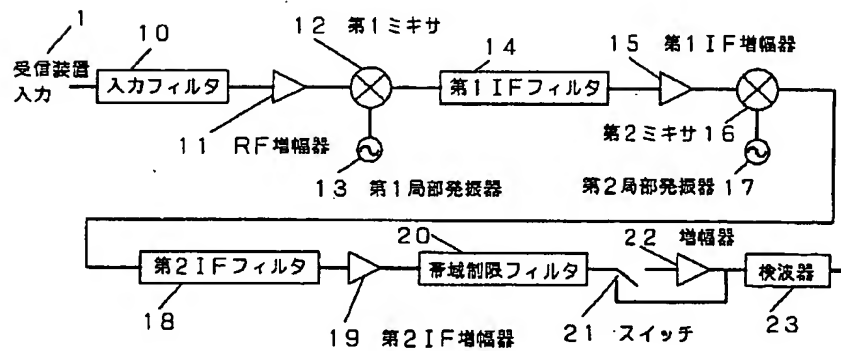 1
受信装置
入力
10
入力フィルタ
11 RF増幅器
12 第1ミキサ
13 第1局部発振器
14
第1IFフィルタ
15 第1IF増幅器
第2ミキサ16
第2局部発振器17
第2IFフィルタ
18
19 第2IF増幅器
20
帯域制限フィルタ
21 スイッチ
22 増幅器
検波器
23